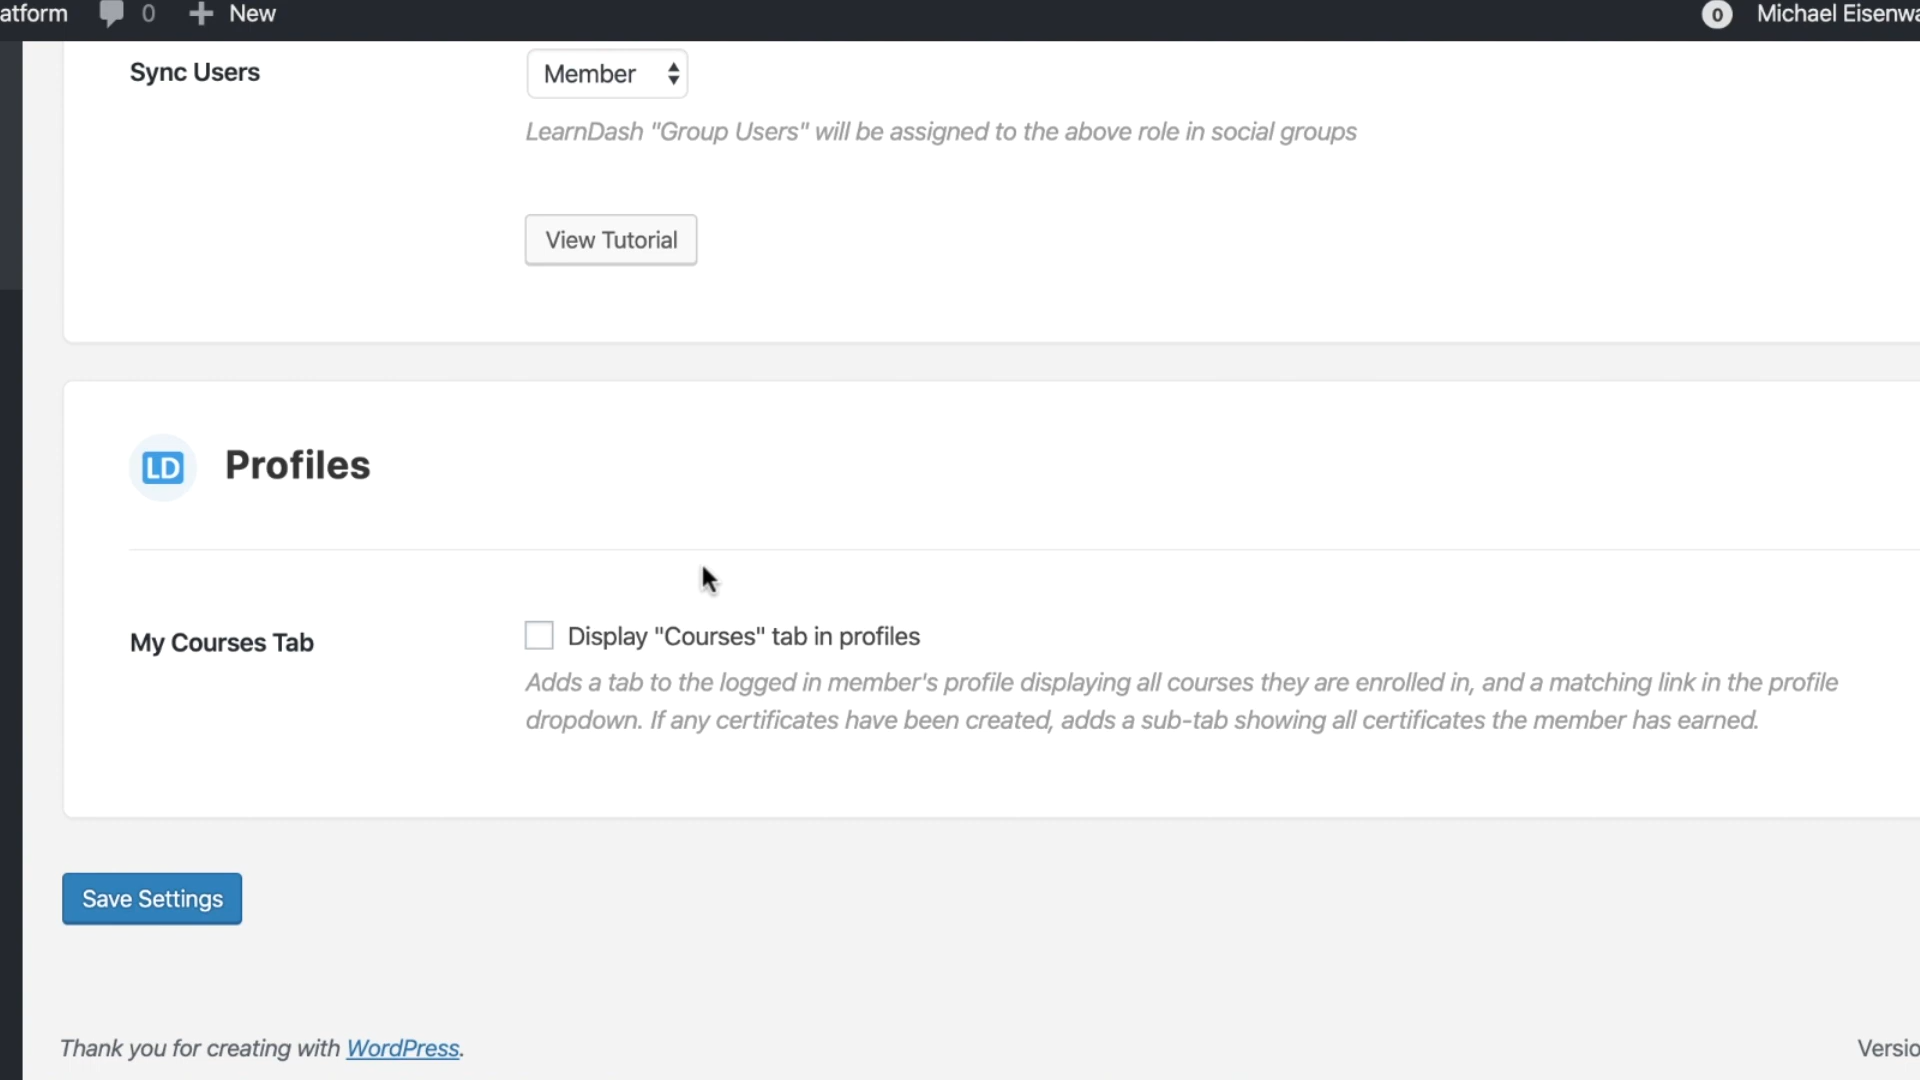 atform 0 New 0 Michael Eisenwa
Sync Users Member
LearnDash "Group Users" will be assigned to the above role in social groups
View Tutorial
LD Profiles
My Courses Tab Display "Courses" tab in profiles
Adds a tab to the logged in member's profile displaying all courses they are enrolled in, and a matching link in the profile
dropdown. If any certificates have been created, adds a sub-tab showing all certificates the member has earned.
Save Settings
Thank you for creating with WordPress. Versio